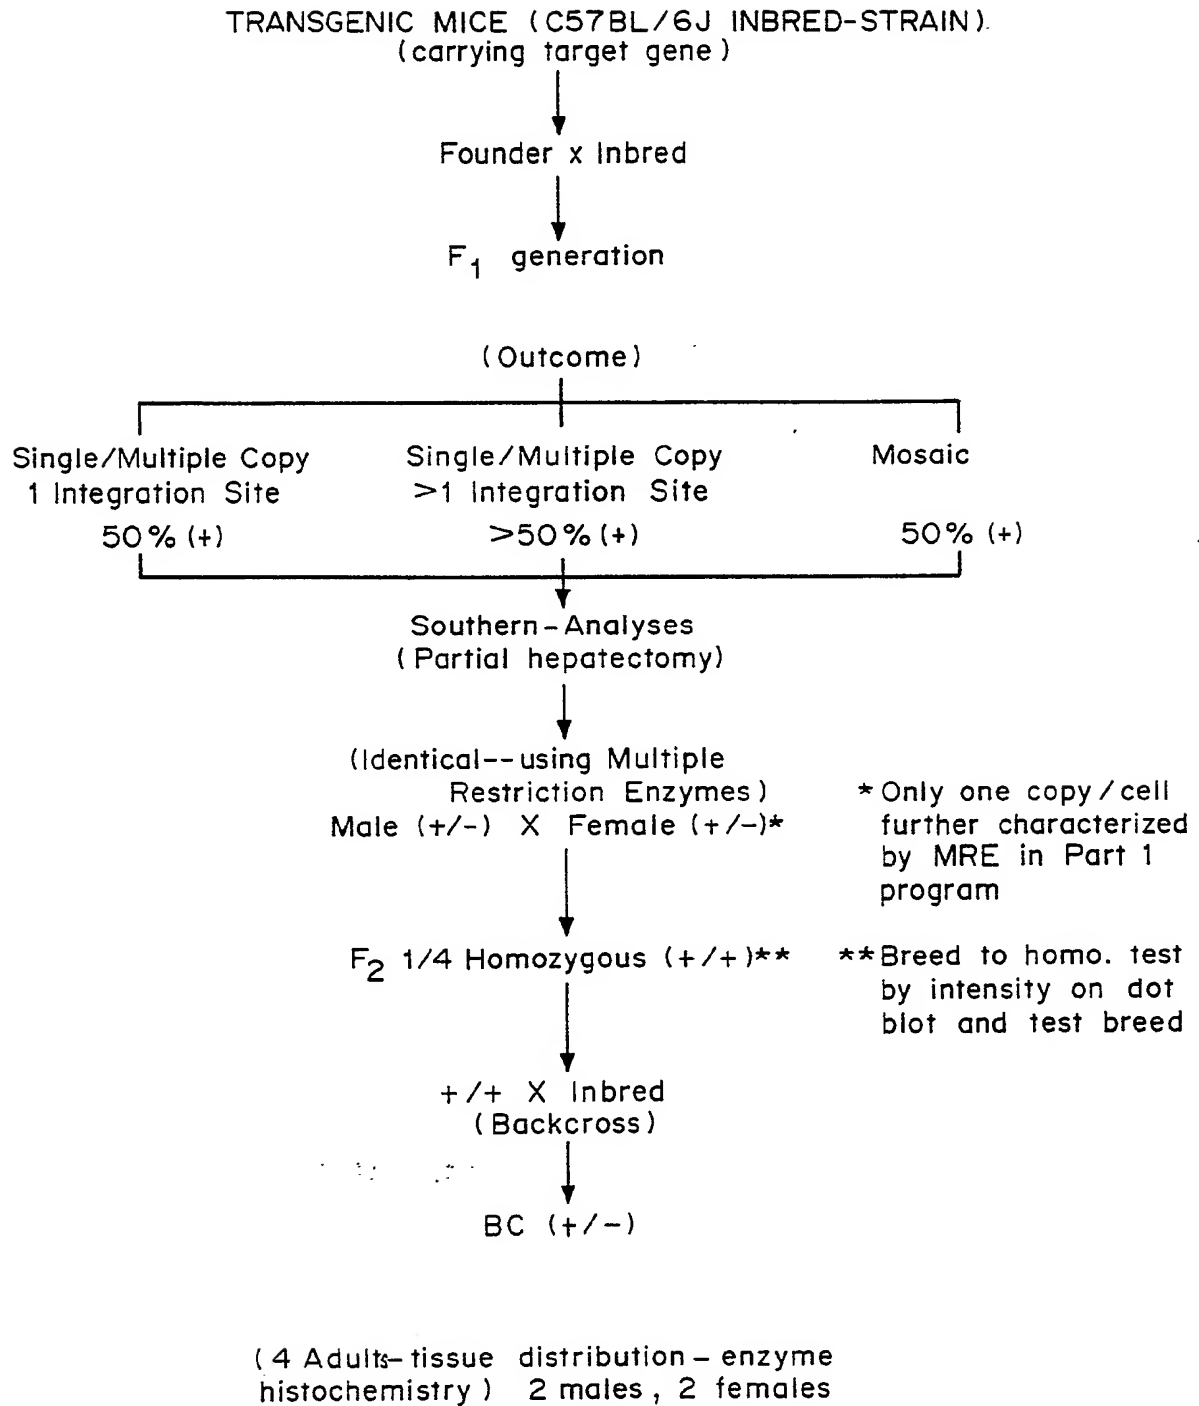 TRANSGENIC MICE (C57BL/6J INBRED-STRAIN).
(carrying target gene)
Founder x Inbred
F1 generation
(Outcome)
Single/Multiple Copy
1 Integration Site
50% (+)
Single/Multiple Copy
>1 Integration Site
>50% (+)
Mosaic
50% (+)
Southern-Analyses
(Partial hepatectomy)
(Identical--using Multiple
Restriction Enzymes)
Male (+/-) X Female (+/-)*
* Only one copy/cell
further characterized
by MRE in Part 1
program
F2 1/4 Homozygous (+/+)**
** Breed to homo. test
by intensity on dot
blot and test breed
+/+ X Inbred
(Backcross)
BC (+/-)
(4 Adults-tissue distribution-enzyme
histochemistry) 2 males, 2 females